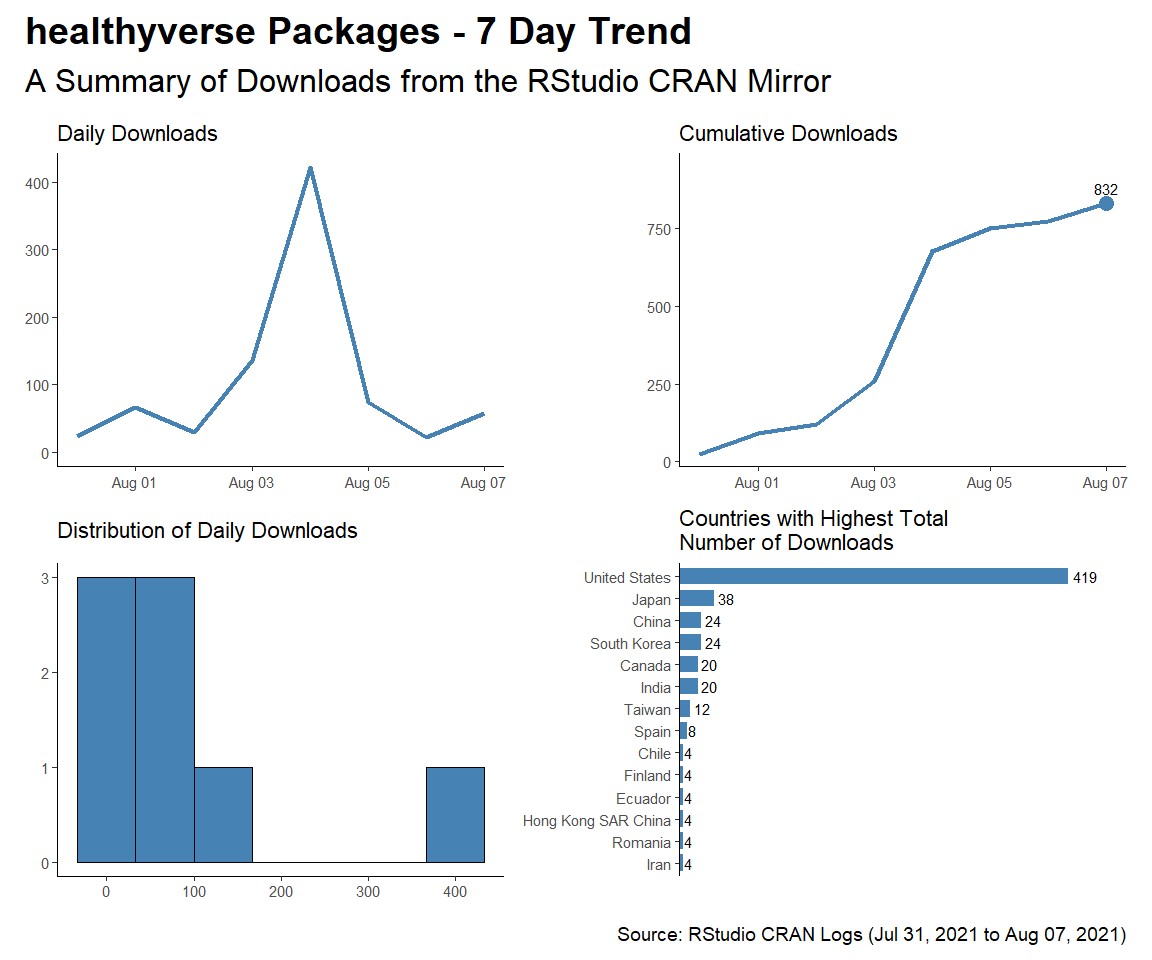 healthyverse Packages - 7 Day Trend
A Summary of Downloads from the RStudio CRAN Mirror
Daily Downloads
400
300
200
100
0
Aug 01 Aug 03 Aug 05 Aug 07
Cumulative Downloads
832
750
500
250
0
Aug 01 Aug 03 Aug 05 Aug 07
Distribution of Daily Downloads
3
2
1
0
0 100 200 300 400
Countries with Highest Total
Number of Downloads
United States 419
Japan 38
China 24
South Korea 24
Canada 20
India 20
Taiwan 12
Spain 8
Chile 4
Finland 4
Ecuador 4
Hong Kong SAR China 4
Romania 4
Iran 4
Source: RStudio CRAN Logs (Jul 31, 2021 to Aug 07, 2021)